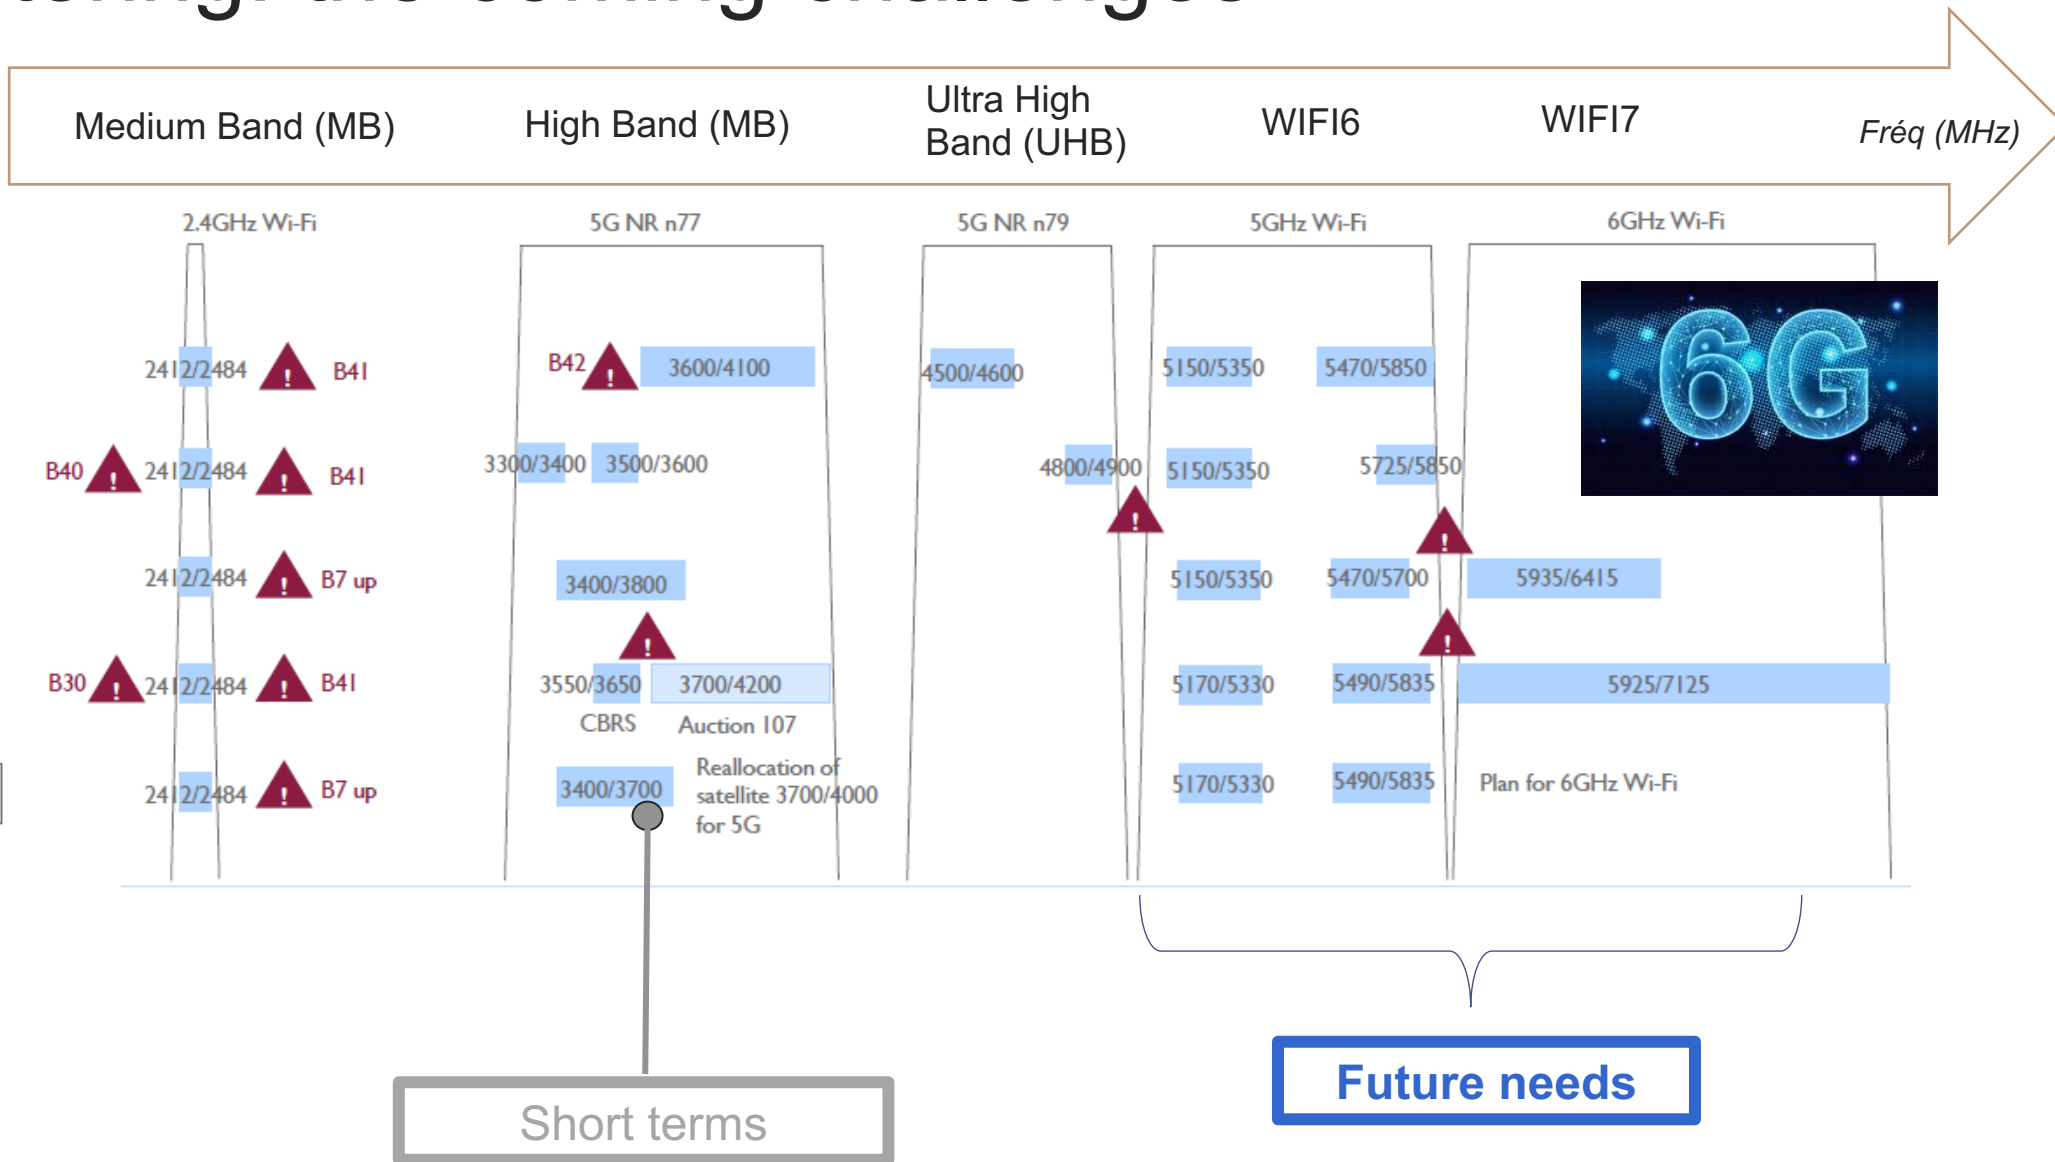 the coming challenges
Medium Band (MB)
High Band (MB)
Ultra High
Band (UHB)
WIFI6
WIFI7
Fréq (MHz)
2.4GHz Wi-Fi
5G NR n77
5G NR n79
5GHz Wi-Fi
6GHz Wi-Fi
2412/2484 ! B41
B42 ! 3600/4100
4500/4600
5150/5350
5470/5850
6G
B40 ! 2412/2484 ! B41
3300/3400 3500/3600
4800/4900
!
5150/5350
5725/5850
!
2412/2484 ! B7 up
3400/3800
!
5150/5350
5470/5700
5935/6415
!
B30 ! 2412/2484 ! B41
3550/3650
CBRS
3700/4200
Auction 107
5170/5330
5490/5835
5925/7125
2412/2484 ! B7 up
3400/3700
Reallocation of
satellite 3700/4000
for 5G
5170/5330
5490/5835
Plan for 6GHz Wi-Fi
Short terms
Future needs